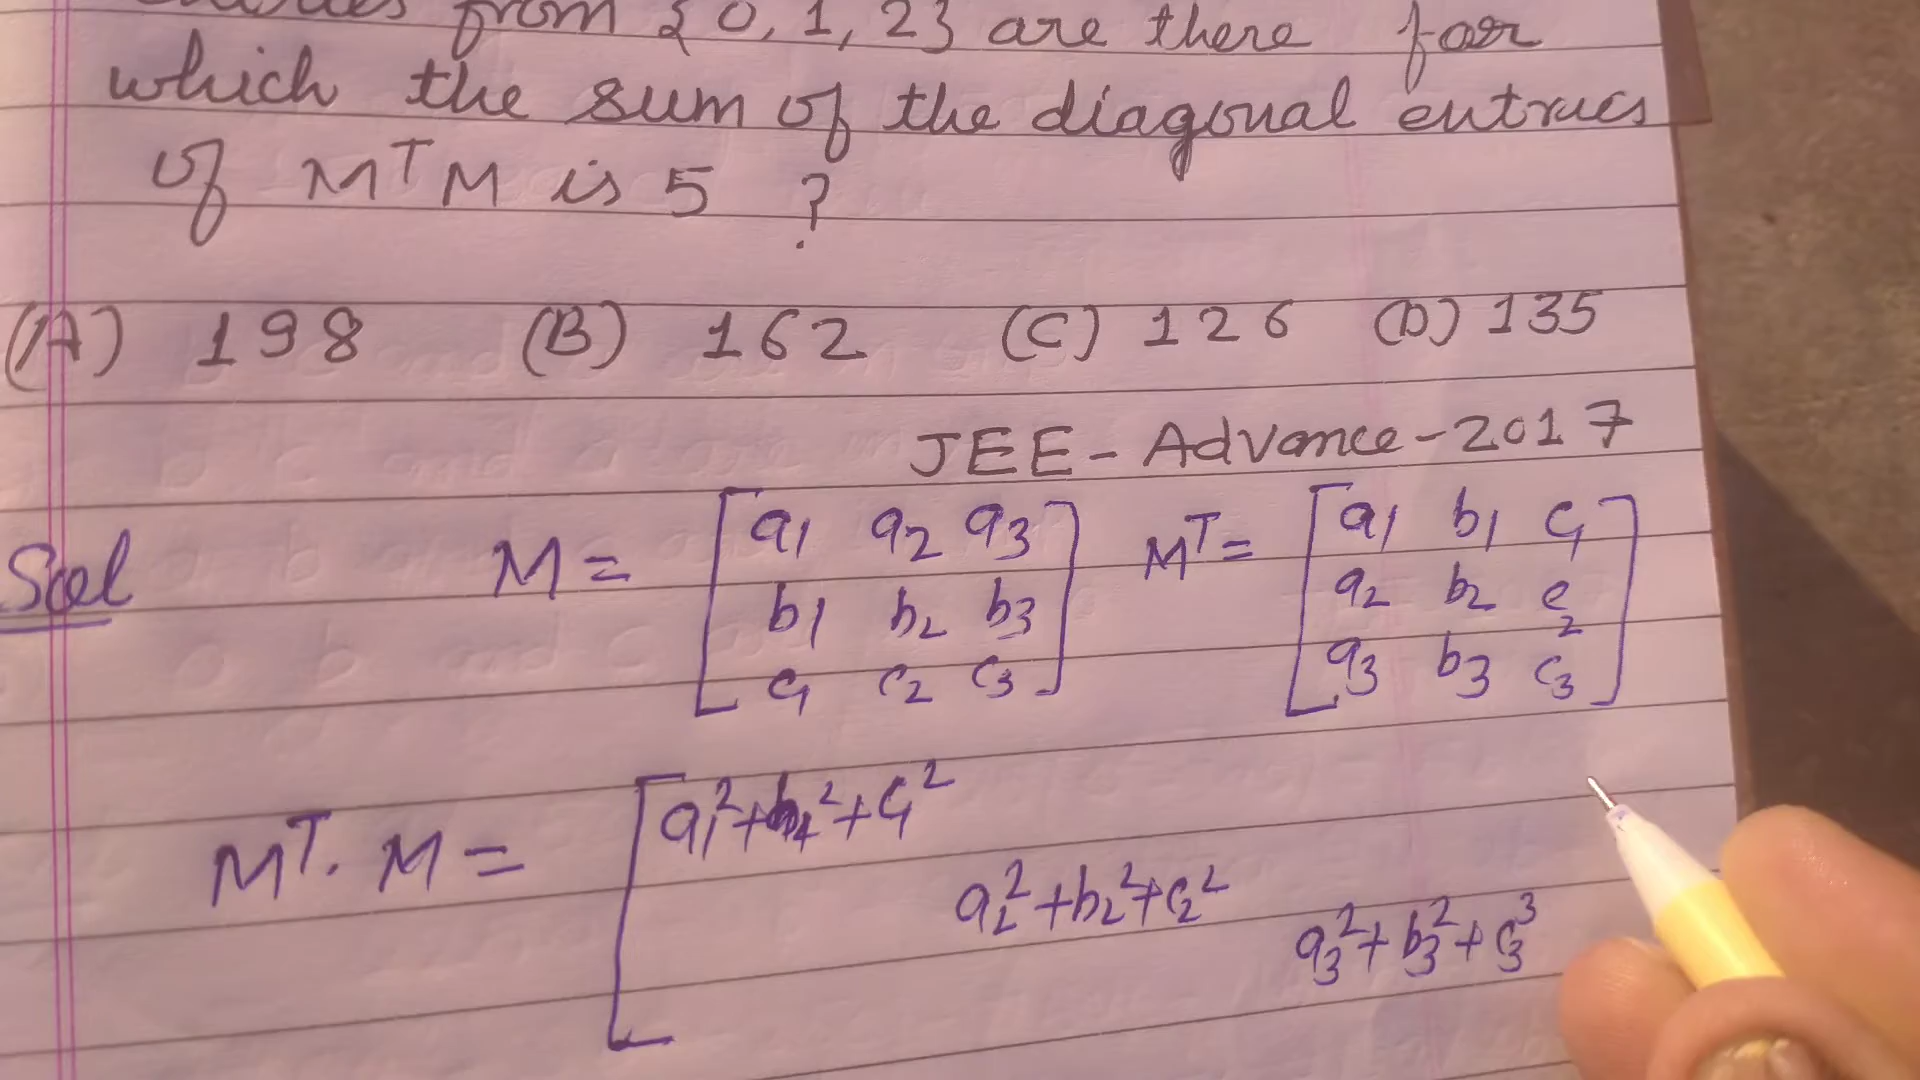 from {0, 1, 2} are there for
which the sum of the diagonal entries
of Mᵀ M is 5 ?
(A) 198 (B) 162 (C) 126 (D) 135
JEE - Advance - 2017
Sol M = [a₁ a₂ a₃ Mᵀ = [a₁ b₁ c₁
b₁ b₂ b₃ a₂ b₂ c₂
c₁ c₂ c₃] a₃ b₃ c₃]
Mᵀ. M = [a₁²+b₁²+c₁²
a₂²+b₂²+c₂²
a₃²+b₃²+c₃³